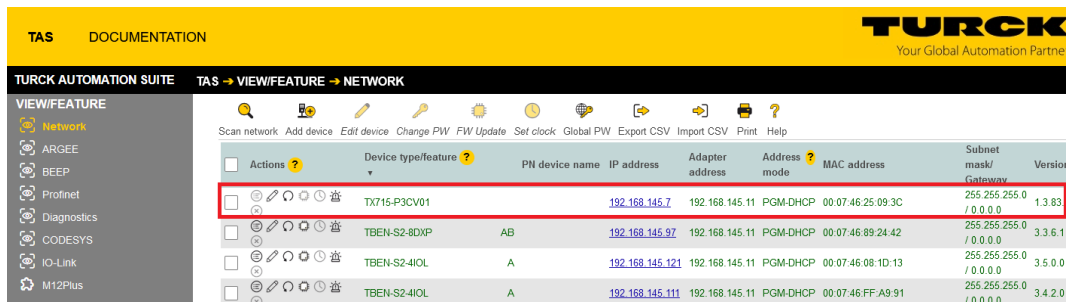 TAS DOCUMENTATION
TURCK
Your Global Automation Partne
TURCK AUTOMATION SUITE
TAS → VIEW/FEATURE → NETWORK
VIEW/FEATURE
Network
ARGEE
BEEP
Profinet
Diagnostics
CODESYS
IO-Link
M12Plus
Scan network Add device Edit device Change PW FW Update Set clock Global PW Export CSV Import CSV Print Help
Actions ? Device type/feature ? ▼ PN device name IP address Adapter address Address ? mode MAC address Subnet mask/ Gateway Version
TX715-P3CV01 192.168.145.7 192.168.145.11 PGM-DHCP 00:07:46:25:09:3C 255.255.255.0 / 0.0.0.0 1.3.83.
TBEN-S2-8DXP AB 192.168.145.97 192.168.145.11 PGM-DHCP 00:07:46:89:24:42 255.255.255.0 / 0.0.0.0 3.3.6.1
TBEN-S2-4IOL A 192.168.145.121 192.168.145.11 PGM-DHCP 00:07:46:08:1D:13 255.255.255.0 / 0.0.0.0 3.5.0.0
TBEN-S2-4IOL A 192.168.145.111 192.168.145.11 PGM-DHCP 00:07:46:FF:A9:91 255.255.255.0 / 0.0.0.0 3.4.2.0